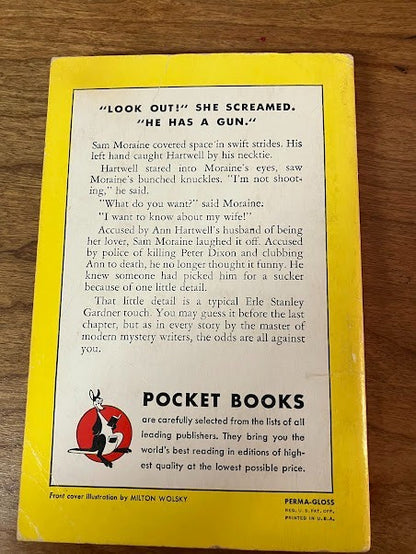 "LOOK OUT!" SHE SCREAMED.
"HE HAS A GUN."
Sam Moraine covered space in swift strides. His
left hand caught Hartwell by his necktie.
Hartwell stared into Moraine's eyes, saw
Moraine's bunched knuckles. "I'm not shoot-
ing," he said.
"What do you want?" said Moraine.
"I want to know about my wife!"
Accused by Ann Hartwell's husband of being
her lover, Sam Moraine laughed it off. Accused
by police of killing Peter Dixon and clubbing
Ann to death, he no longer thought it funny. He
knew someone had picked him for a sucker
because of one little detail.
That little detail is a typical Erle Stanley
Gardner touch. You may guess it before the last
chapter, but as in every story by the master of
modern mystery writers, the odds are all against
you.
POCKET BOOKS
are carefully selected from the lists of all
leading publishers. They bring you the
world's best reading in editions of high-
est quality at the lowest possible price.
Front cover illustration by MILTON WOLSKY
PERMA-GLOSS
REG. U.S. PAT. OFF.
PRINTED IN U.S.A.